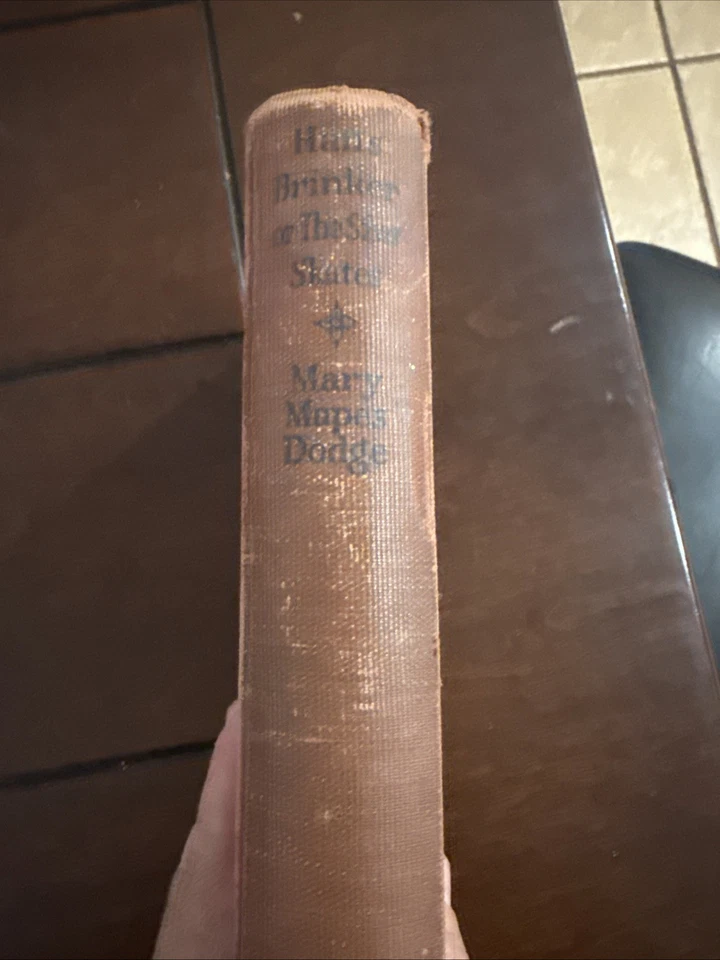 Hans
Brinker
or The Silver
Skates
Mary
Mapes
Dodge